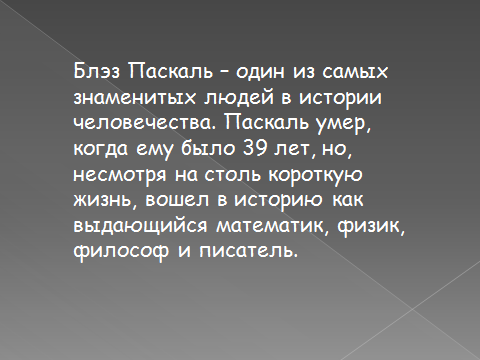 Блэз Паскаль – один из самых
знаменитых людей в истории
человечества. Паскаль умер,
когда ему было 39 лет, но,
несмотря на столь короткую
жизнь, вошел в историю как
выдающийся математик, физик,
философ и писатель.